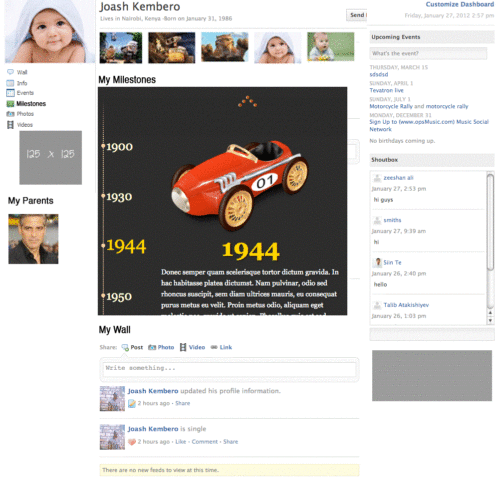 Joash Kembero
Lives in Nairobi, Kenya -Born on January 31, 1986
Send
Customize Dashboard
Friday, January 27, 2012 2:57 pm
Wall
Info
Events
Milestones
Photos
Videos
125 x 125
My Parents
My Milestones
1900
1930
1944
1950
01
1944
Donec semper quam scelerisque tortor dictum gravida. In
hac habitasse platea dictumst. Nam pulvinar, odio sed
rhoncus suscipit, sem diam ultrices mauris, eu consequat
purus metus eu velit. Proin metus odio, aliquam eget
My Wall
Share: Post Photo Video Link
Write something...
Joash Kembero updated his profile information.
2 hours ago - Share
Joash Kembero is single
2 hours ago - Like - Comment - Share
There are no new feeds to view at this time.
Upcoming Events
What's the event?
THURSDAY, MARCH 15
sdsdsd
SUNDAY, APRIL 1
Tevatron live
SUNDAY, JULY 1
Motorcycle Rally and motorcycle rally
MONDAY, DECEMBER 31
Sign Up to (www.opsMusic.com) Music Social
Network
No birthdays coming up.
Shoutbox
zeeshan ali
January 27, 2:53 pm
hi guys
smiths
January 27, 9:39 am
hi
Sin Te
January 26, 2:40 pm
hello
Talib Atakishiyev
January 26, 1:03 pm